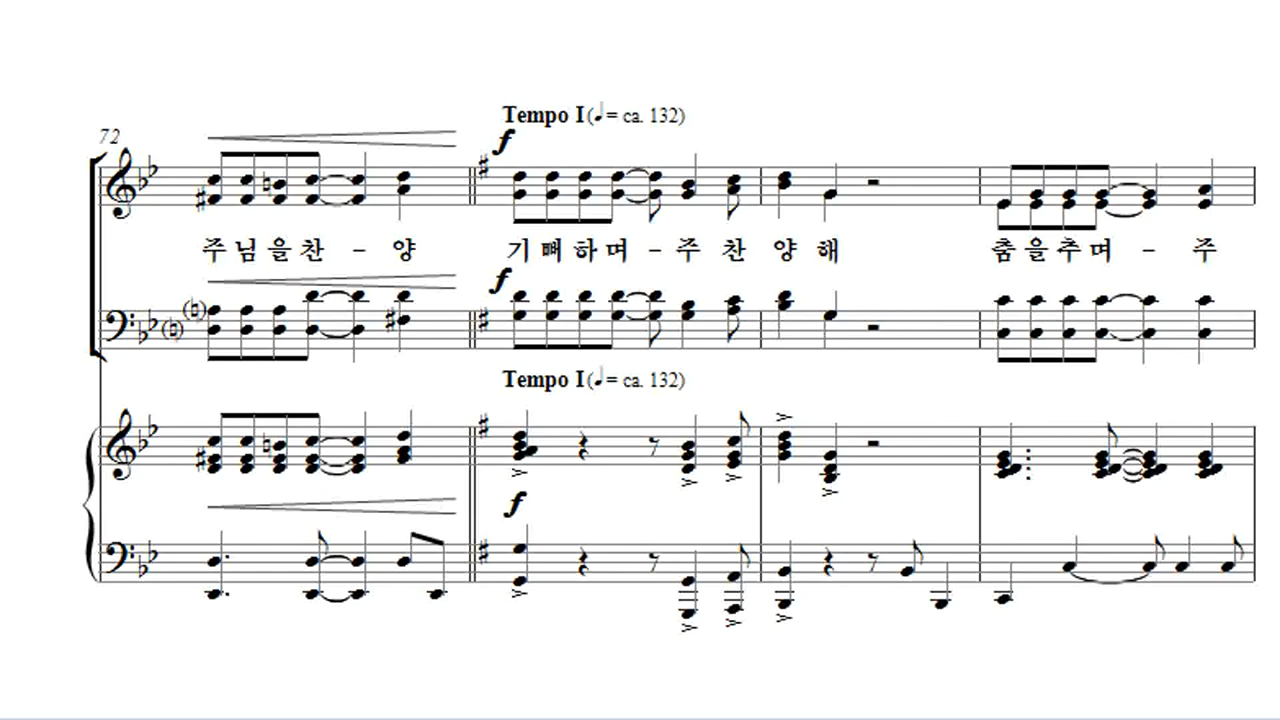 Tempo I (♩= ca. 132)
72
f
주 님 을 찬 - 양 기 뻐 하 며 - 주 찬 양 해 춤 을 추 며 - 주
f
Tempo I (♩= ca. 132)
f